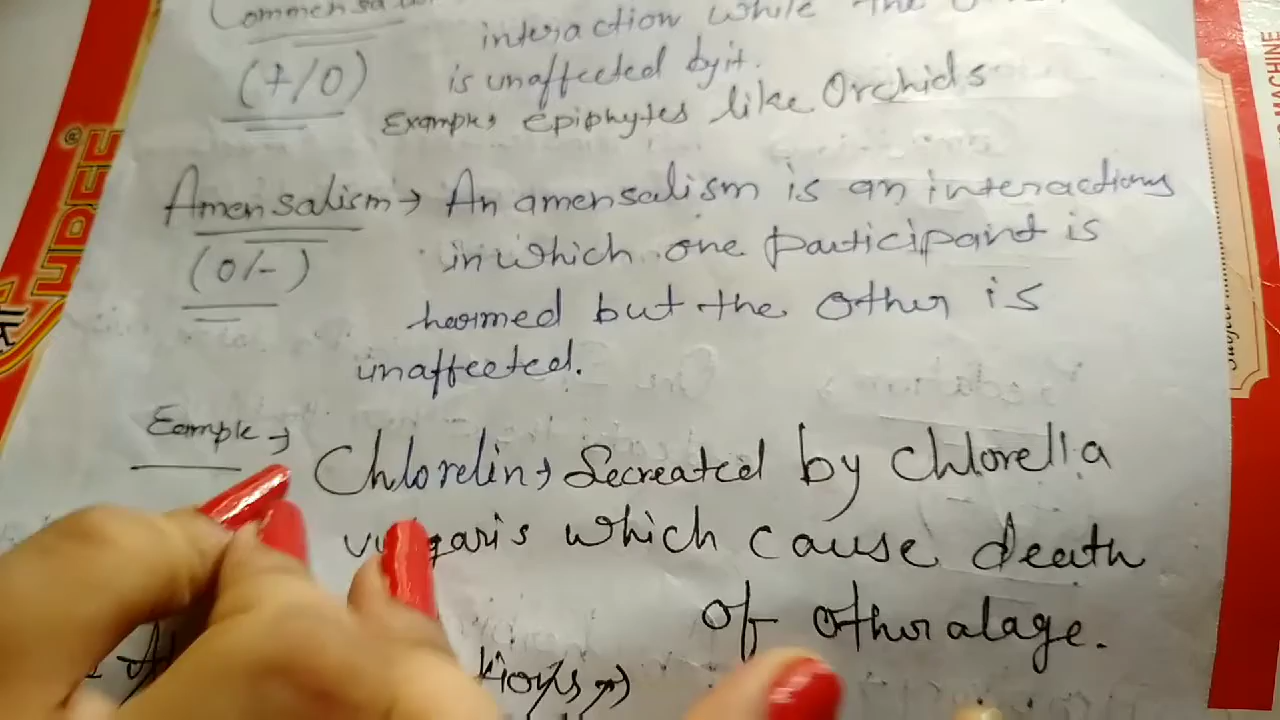 interaction while the
(+/0)
is unaffected by it.
Example, epiphytes like Orchids
Amensalism → An amensalism is an interactions
(0/-)
in which one participant is
harmed but the other is
unaffected.
Eample →
Chlorelin, Secreated by Chlorella
vulgaris which cause death
of other alage.